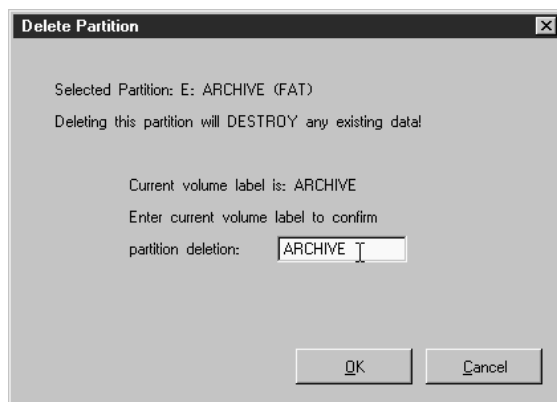 Delete Partition
Selected Partition: E: ARCHIVE (FAT)
Deleting this partition will DESTROY any existing data!
Current volume label is: ARCHIVE
Enter current volume label to confirm
partition deletion: ARCHIVE
OK Cancel